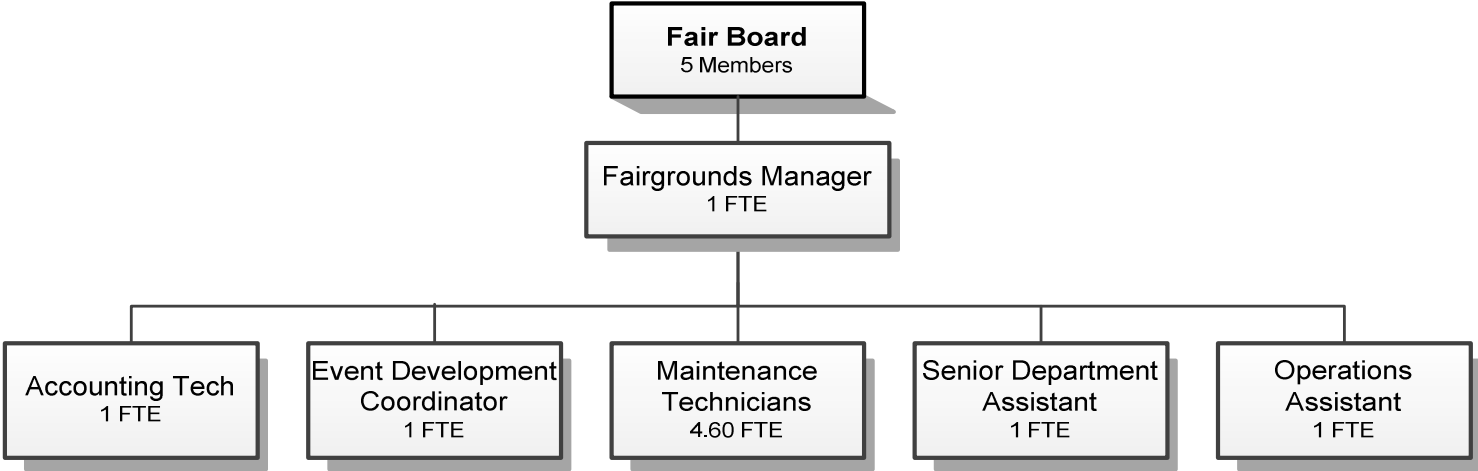 Fair Board
5 Members
Fairgrounds Manager
1 FTE
Accounting Tech
1 FTE
Event Development
Coordinator
1 FTE
Maintenance
Technicians
4.60 FTE
Senior Department
Assistant
1 FTE
Operations
Assistant
1 FTE